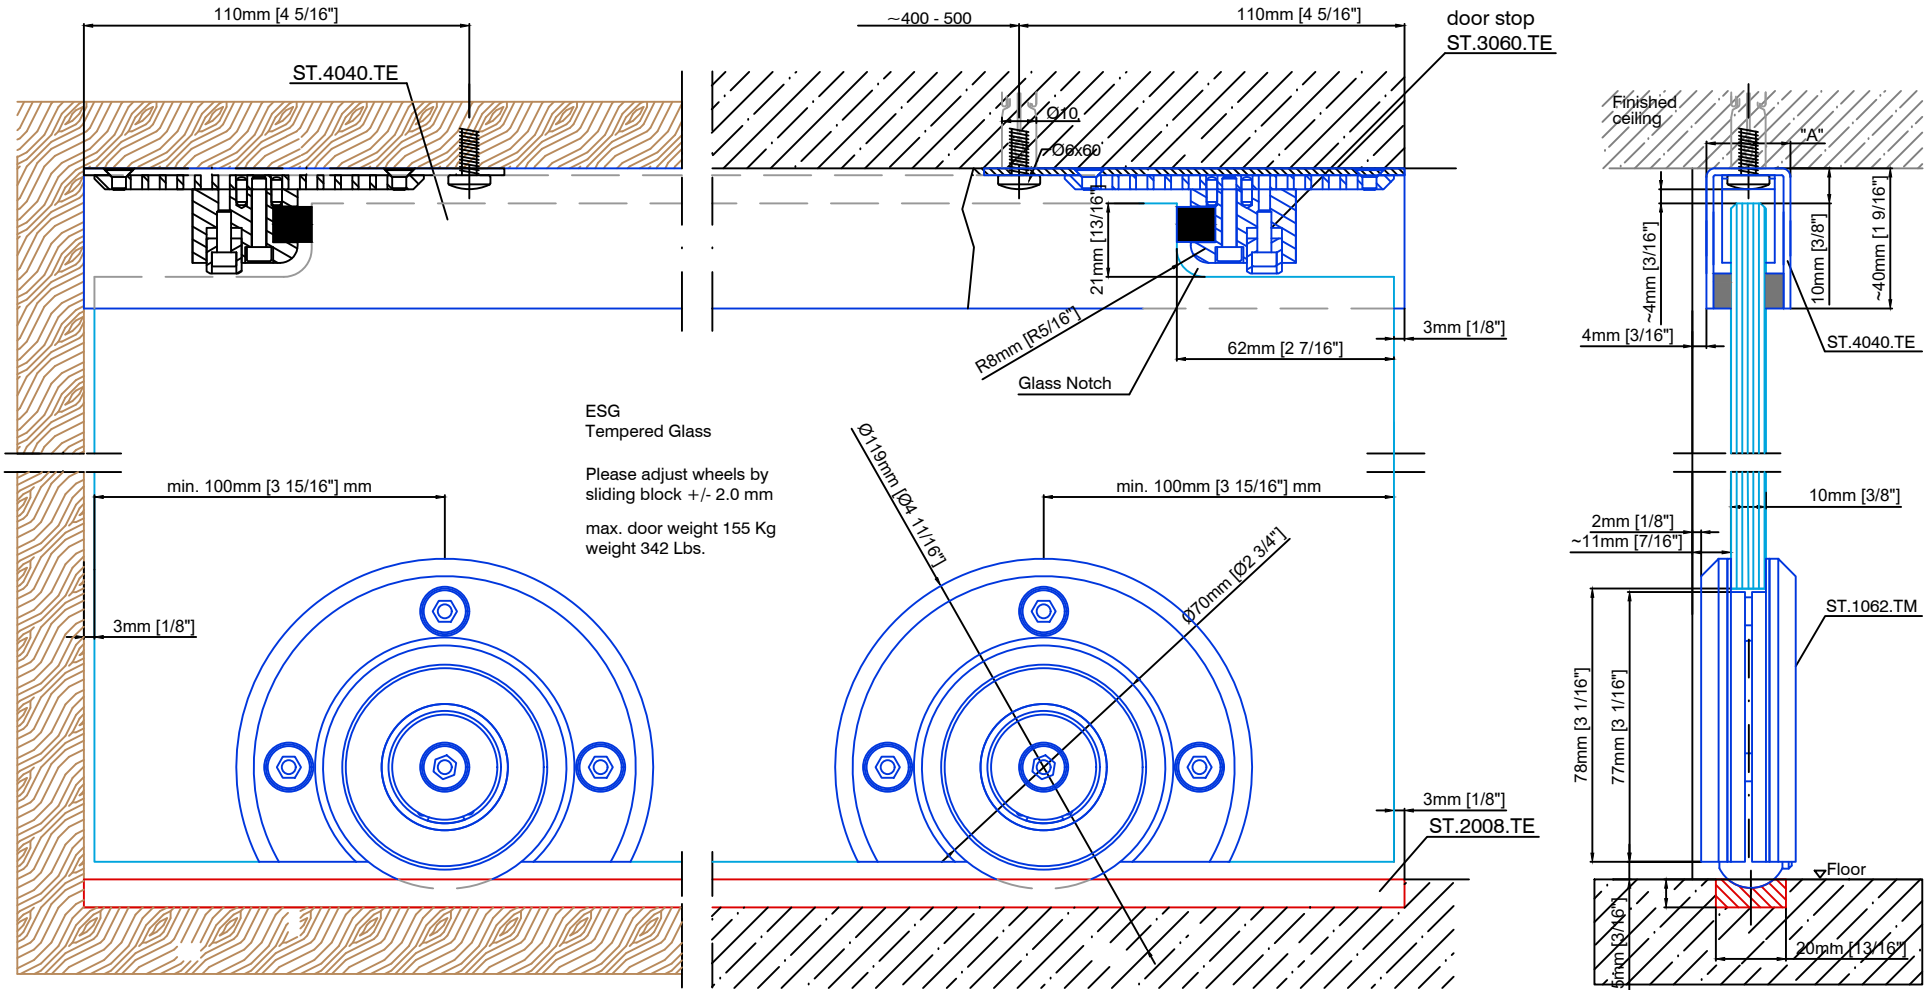 110mm [4 5/16"]
~400 - 500
110mm [4 5/16"]
door stop
ST.3060.TE
ST.4040.TE
Ø10
Ø6x60
21mm [13/16"]
R8mm [R5/16"]
Glass Notch
62mm [2 7/16"]
3mm [1/8"]
ESG
Tempered Glass
Please adjust wheels by
sliding block +/- 2.0 mm
max. door weight 155 Kg
weight 342 Lbs.
min. 100mm [3 15/16"] mm
min. 100mm [3 15/16"] mm
Ø119mm [Ø4 11/16"]
Ø70mm [Ø2 3/4"]
3mm [1/8"]
3mm [1/8"]
ST.2008.TE
Finished
ceiling
"A"
~4mm [3/16"]
10mm [3/8"]
~40mm [1 9/16"]
4mm [3/16"]
ST.4040.TE
10mm [3/8"]
2mm [1/8"]
~11mm [7/16"]
ST.1062.TM
78mm [3 1/16"]
77mm [3 1/16"]
Floor
5mm [3/16"]
20mm [13/16"]